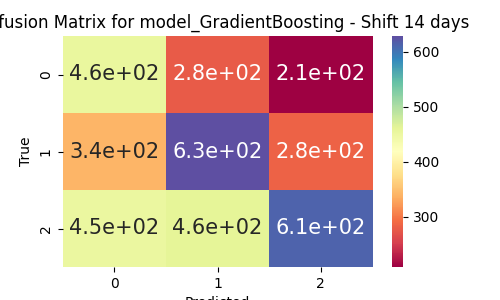 fusion Matrix for model_GradientBoosting - Shift 14 days
0 4.6e+02 2.8e+02 2.1e+02
1 3.4e+02 6.3e+02 2.8e+02
2 4.5e+02 4.6e+02 6.1e+02
0 1 2
True
Predicted
600
500
400
300